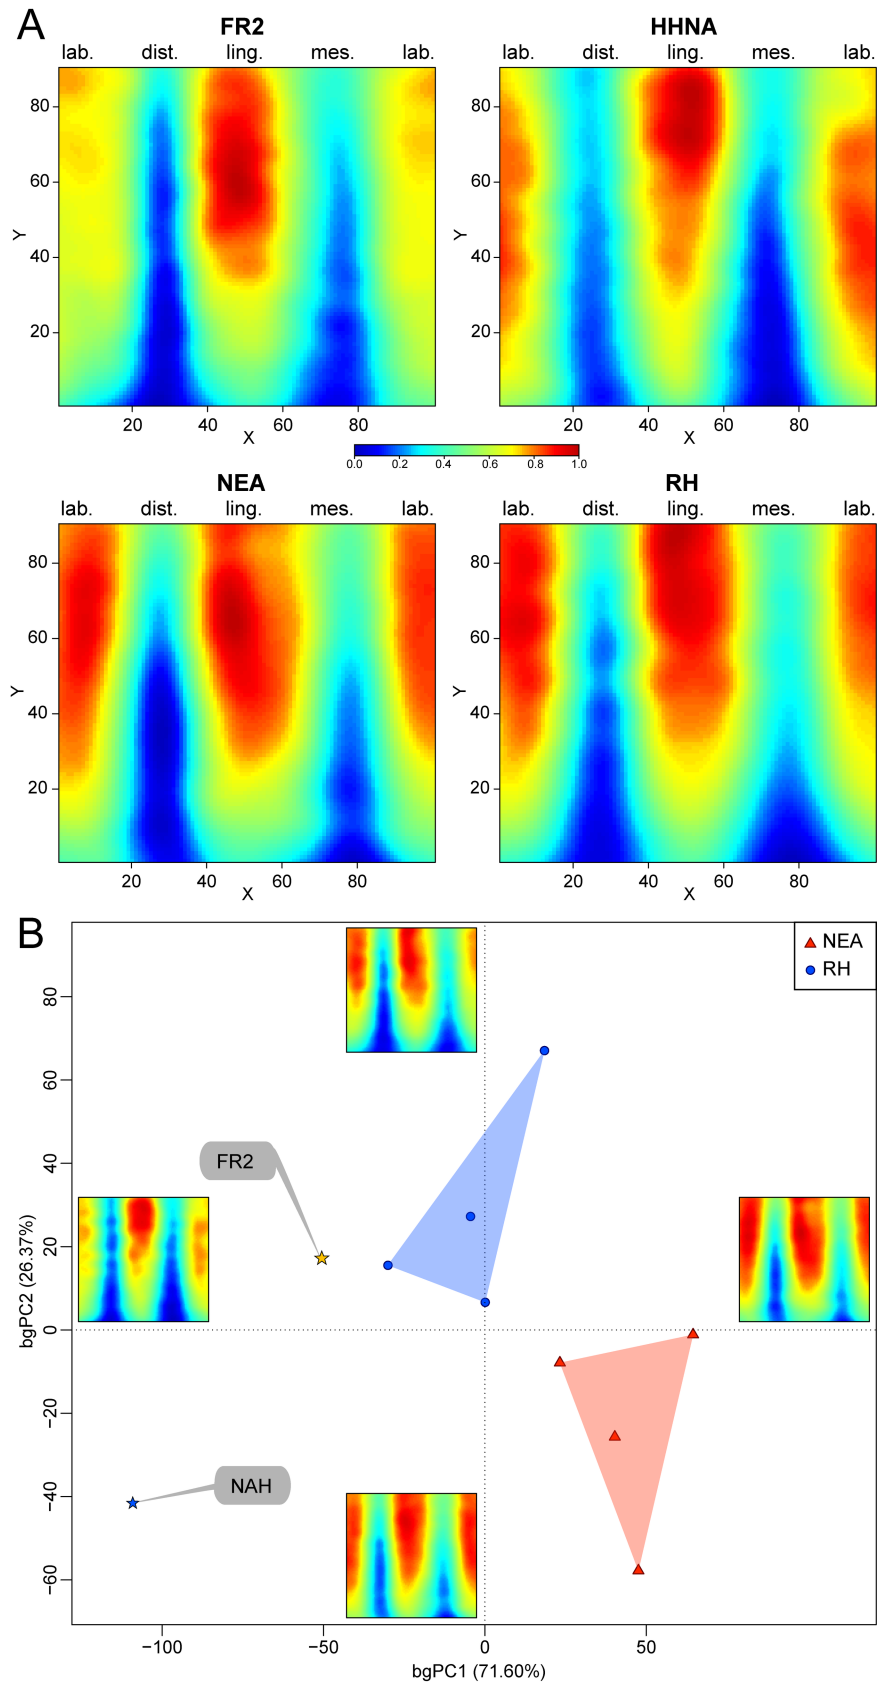 A
FR2
HHNA
lab. dist. ling. mes. lab.
lab. dist. ling. mes. lab.
80
60
40
20
Y
20 40 60 80
X
80
60
40
20
Y
20 40 60 80
X
0.0 0.2 0.4 0.6 0.8 1.0
NEA
RH
lab. dist. ling. mes. lab.
lab. dist. ling. mes. lab.
80
60
40
20
Y
20 40 60 80
X
80
60
40
20
Y
20 40 60 80
X
B
NEA
RH
FR2
NAH
80
60
40
20
0
−20
−40
−60
bgPC2 (26.37%)
−100 −50 0 50
bgPC1 (71.60%)